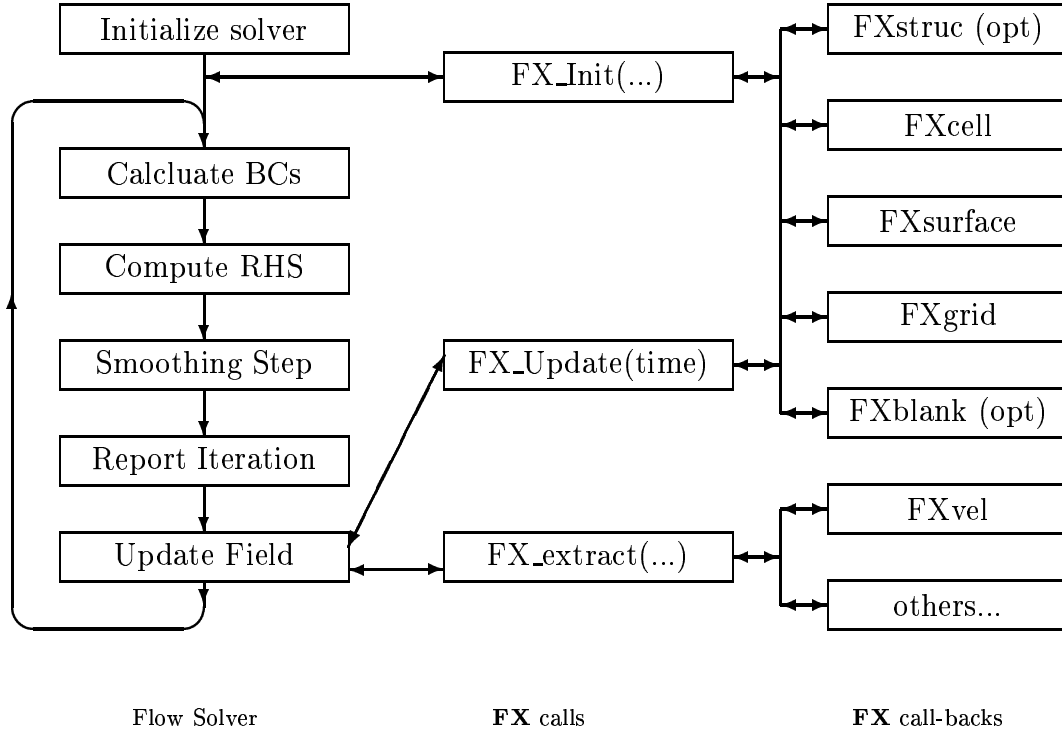 Initialize solver
Calcluate BCs
Compute RHS
Smoothing Step
Report Iteration
Update Field
Flow Solver
FX_Init(...)
FX_Update(time)
FX_extract(...)
FX calls
FXstruc (opt)
FXcell
FXsurface
FXgrid
FXblank (opt)
FXvel
others...
FX call-backs